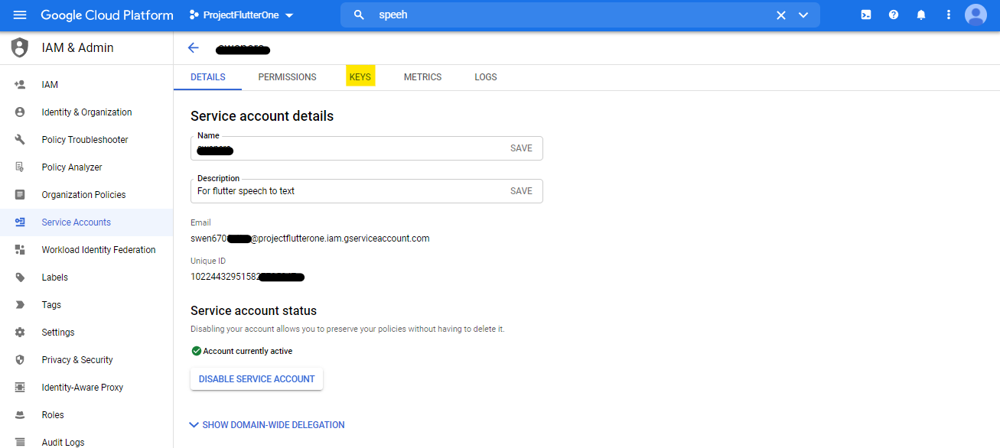 Google Cloud Platform ProjectFlutterOne speeh
IAM & Admin
DETAILS PERMISSIONS KEYS METRICS LOGS
IAM
Identity & Organization
Policy Troubleshooter
Policy Analyzer
Organization Policies
Service Accounts
Workload Identity Federation
Labels
Tags
Settings
Privacy & Security
Identity-Aware Proxy
Roles
Audit Logs
Service account details
Name
SAVE
Description
For flutter speech to text SAVE
Email
swen670 @projectflutterone.iam.gserviceaccount.com
Unique ID
10224432951582
Service account status
Disabling your account allows you to preserve your policies without having to delete it.
Account currently active
DISABLE SERVICE ACCOUNT
SHOW DOMAIN-WIDE DELEGATION